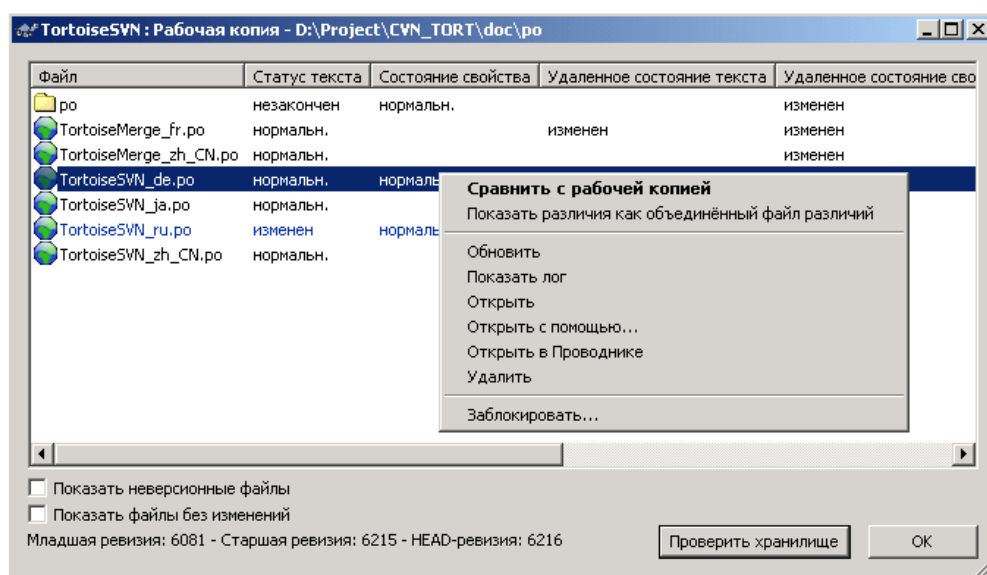 TortoiseSVN : Рабочая копия - D:\Project\CVN_TORT\doc\po
Файл Статус текста Состояние свойства Удаленное состояние текста Удаленное состояние сво
po незакончен нормальн. изменен
TortoiseMerge_fr.po нормальн. изменен изменен
TortoiseMerge_zh_CN.po нормальн. изменен
TortoiseSVN_de.po нормальн. нормаль
TortoiseSVN_ja.po нормальн.
TortoiseSVN_ru.po изменен нормаль
TortoiseSVN_zh_CN.po нормальн.
Сравнить с рабочей копией
Показать различия как объединённый файл различий
Обновить
Показать лог
Открыть
Открыть с помощью...
Открыть в Проводнике
Удалить
Заблокировать...
Показать неверсионные файлы
Показать файлы без изменений
Младшая ревизия: 6081 - Старшая ревизия: 6215 - HEAD-ревизия: 6216
Проверить хранилище OK